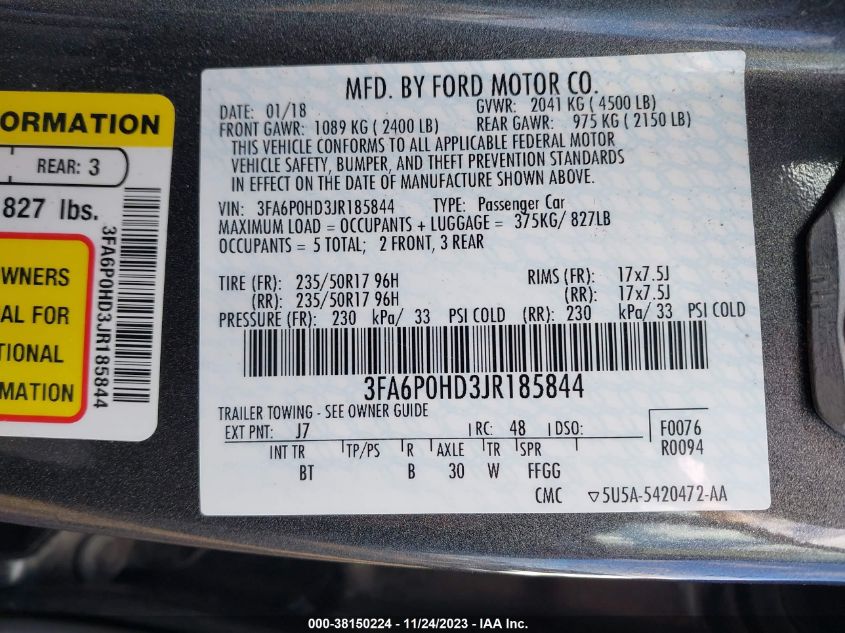 ORMATION
REAR: 3
827 lbs.
WNERS
AL FOR
TIONAL
3FA6P0HD3JR185844
MFD. BY FORD MOTOR CO.
DATE: 01/18 GVWR: 2041 KG ( 4500 LB)
FRONT GAWR: 1089 KG ( 2400 LB) REAR GAWR: 975 KG ( 2150 LB)
THIS VEHICLE CONFORMS TO ALL APPLICABLE FEDERAL MOTOR
VEHICLE SAFETY, BUMPER, AND THEFT PREVENTION STANDARDS
IN EFFECT ON THE DATE OF MANUFACTURE SHOWN ABOVE.
VIN: 3FA6P0HD3JR185844 TYPE: Passenger Car
MAXIMUM LOAD = OCCUPANTS + LUGGAGE = 375KG/ 827LB
OCCUPANTS = 5 TOTAL; 2 FRONT, 3 REAR
TIRE (FR): 235/50R17 96H RIMS (FR): 17x7.5J
(RR): 235/50R17 96H (RR): 17x7.5J
PRESSURE (FR): 230 kPa/ 33 PSI COLD (RR): 230 kPa/ 33 PSI COLD
3FA6P0HD3JR185844
TRAILER TOWING - SEE OWNER GUIDE
EXT PNT: J7 RC: 48 DSO: F0076
INT TR TP/PS R AXLE TR SPR R0094
BT B 30 W FFGG
CMC ▽5U5A-5420472-AA
000-38150224 - 11/24/2023 - IAA Inc.